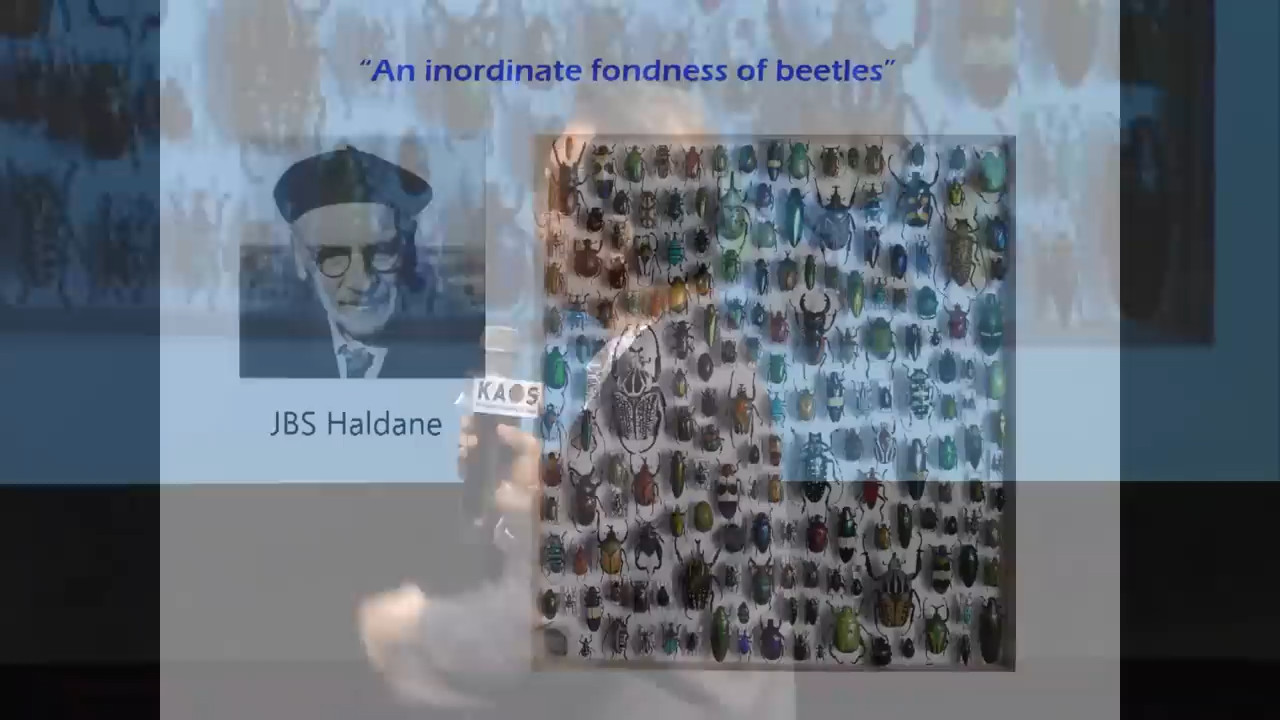 “An inordinate fondness of beetles”
KAOS
JBS Haldane